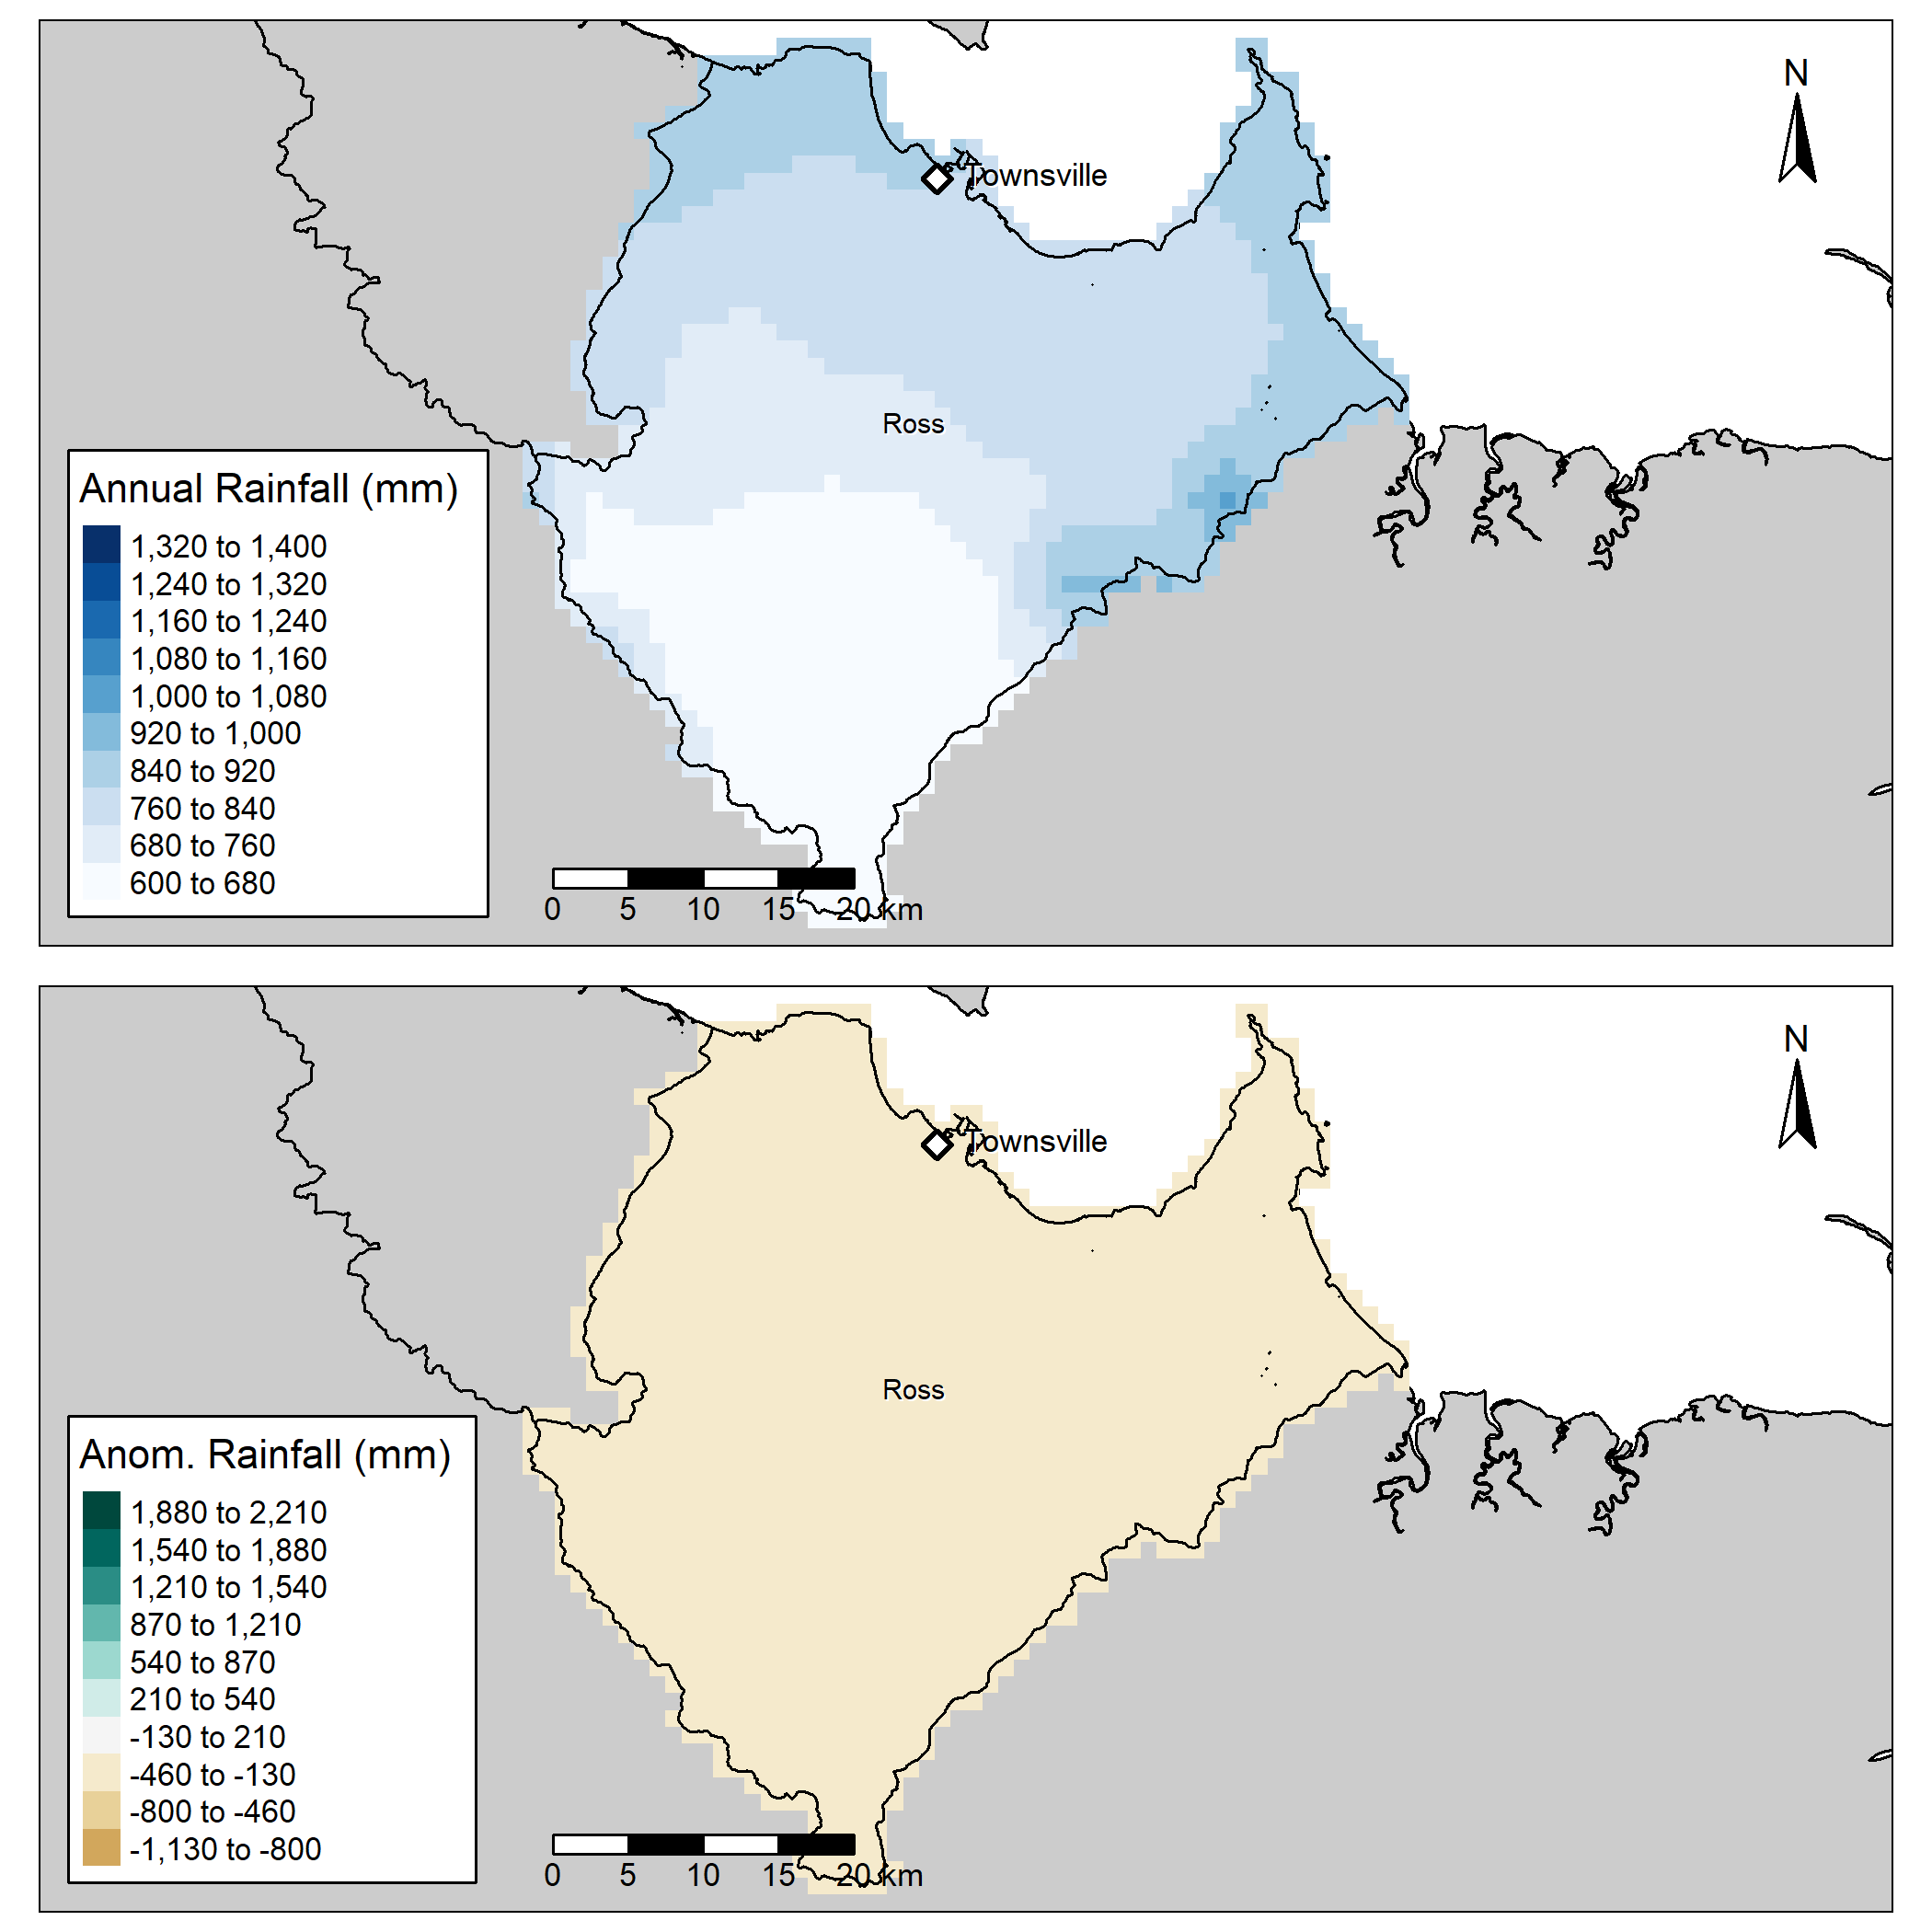 N
Townsville
Ross
Annual Rainfall (mm)
1,320 to 1,400
1,240 to 1,320
1,160 to 1,240
1,080 to 1,160
1,000 to 1,080
920 to 1,000
840 to 920
760 to 840
680 to 760
600 to 680
0 5 10 15 20 km
N
Townsville
Ross
Anom. Rainfall (mm)
1,880 to 2,210
1,540 to 1,880
1,210 to 1,540
870 to 1,210
540 to 870
210 to 540
-130 to 210
-460 to -130
-800 to -460
-1,130 to -800
0 5 10 15 20 km